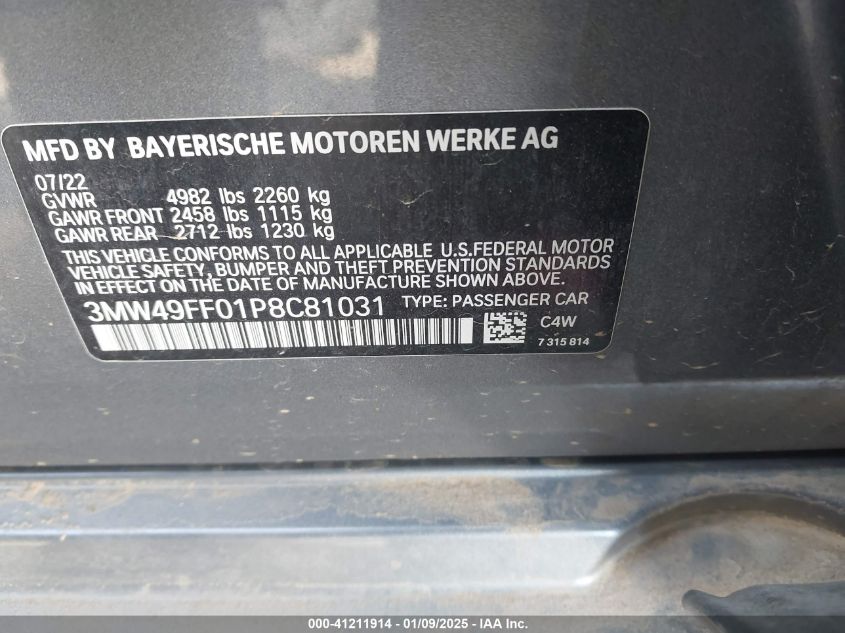 MFD BY BAYERISCHE MOTOREN WERKE AG
07/22
GVWR 4982 lbs 2260 kg
GAWR FRONT 2458 lbs 1115 kg
GAWR REAR 2712 lbs 1230 kg
THIS VEHICLE CONFORMS TO ALL APPLICABLE U.S.FEDERAL MOTOR
VEHICLE SAFETY, BUMPER AND THEFT PREVENTION STANDARDS
IN EFFECT ON THE DATE OF MANUFACTURE SHOWN ABOVE.
3MW49FF01P8C81031 TYPE: PASSENGER CAR
C4W
7 315 814
000-41211914 - 01/09/2025 - IAA Inc.